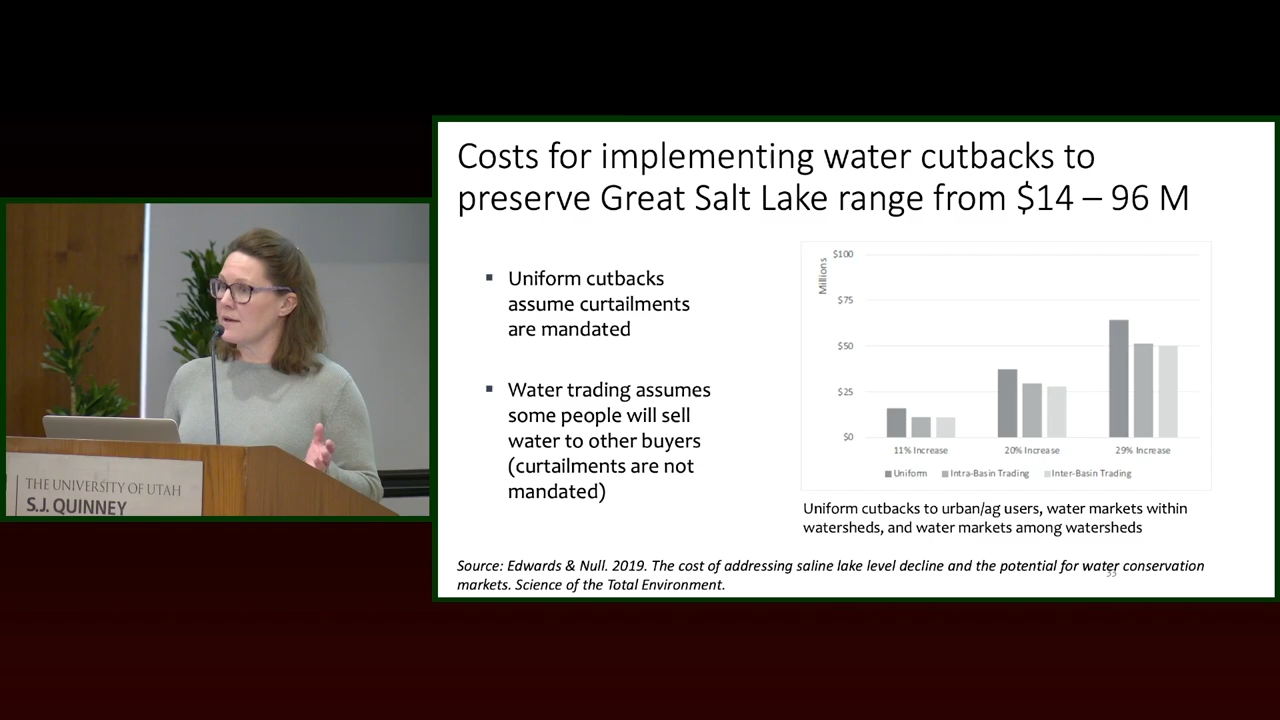 Costs for implementing water cutbacks to
preserve Great Salt Lake range from $14 – 96 M
▪ Uniform cutbacks
assume curtailments
are mandated
▪ Water trading assumes
some people will sell
water to other buyers
(curtailments are not
mandated)
Millions
$100
$75
$50
$25
$0
11% Increase 20% Increase 29% Increase
Uniform Intra-Basin Trading Inter-Basin Trading
Uniform cutbacks to urban/ag users, water markets within
watersheds, and water markets among watersheds
Source: Edwards & Null. 2019. The cost of addressing saline lake level decline and the potential for water conservation
markets. Science of the Total Environment.
33
THE UNIVERSITY OF UTAH
S.J. QUINNEY